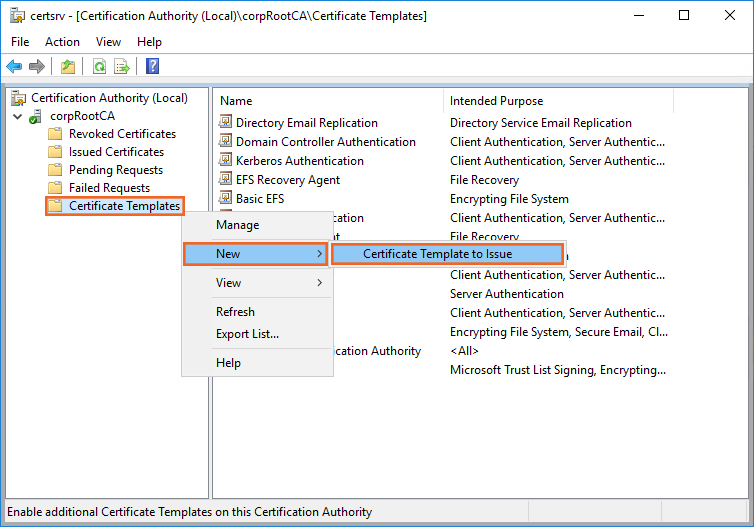 certsrv - [Certification Authority (Local)\corpRootCA\Certificate Templates]
File Action View Help
Certification Authority (Local)
corpRootCA
Revoked Certificates
Issued Certificates
Pending Requests
Failed Requests
Certificate Templates
Name Intended Purpose
Directory Email Replication Directory Service Email Replication
Domain Controller Authentication Client Authentication, Server Authentic...
Kerberos Authentication Client Authentication, Server Authentic...
EFS Recovery Agent File Recovery
Basic EFS Encrypting File System
Client Authentication, Server Authentic...
File Recovery
Client Authentication, Server Authentic...
Server Authentication
Client Authentication, Server Authentic...
Encrypting File System, Secure Email, Cl...
cation Authority <All>
Microsoft Trust List Signing, Encrypting...
Manage
New
Certificate Template to Issue
View
Refresh
Export List...
Help
Enable additional Certificate Templates on this Certification Authority